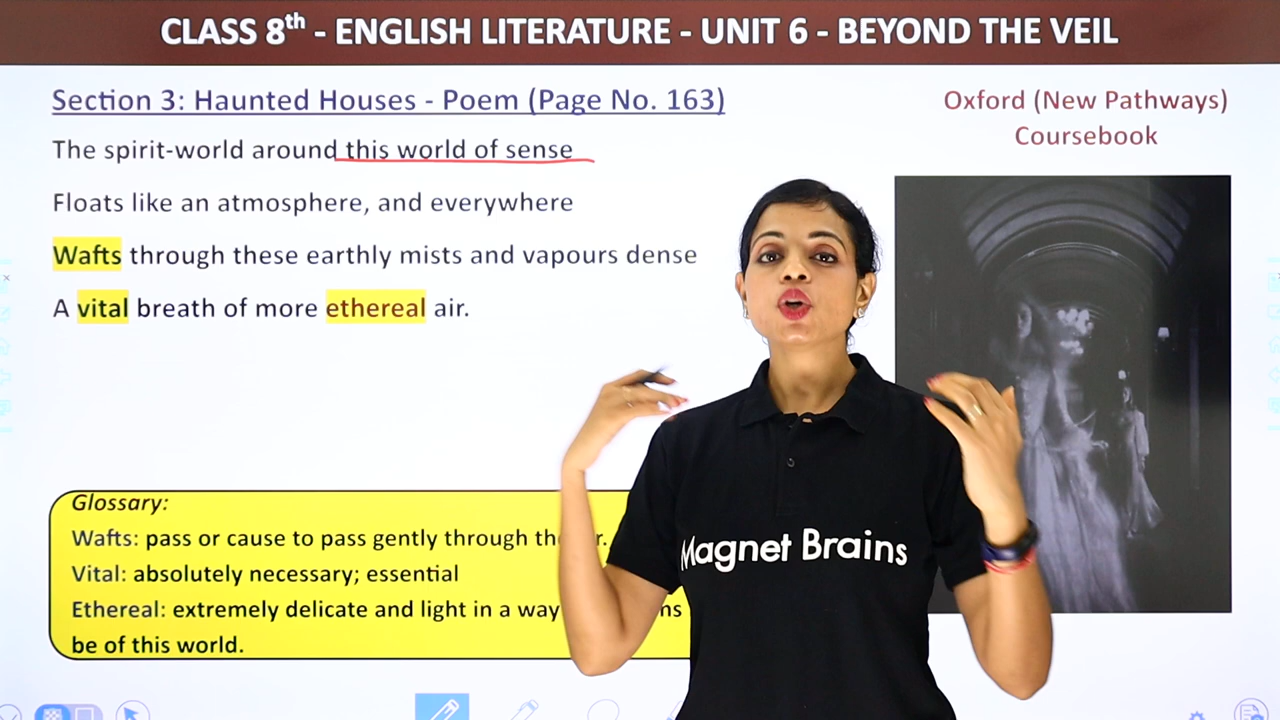 CLASS 8th - ENGLISH LITERATURE - UNIT 6 - BEYOND THE VEIL
Section 3: Haunted Houses - Poem (Page No. 163)
Oxford (New Pathways)
Coursebook
The spirit-world around this world of sense
Floats like an atmosphere, and everywhere
Wafts through these earthly mists and vapours dense
A vital breath of more ethereal air.
Glossary:
Wafts: pass or cause to pass gently through
Vital: absolutely necessary; essential
Ethereal: extremely delicate and light in a way
be of this world.
Magnet Brains